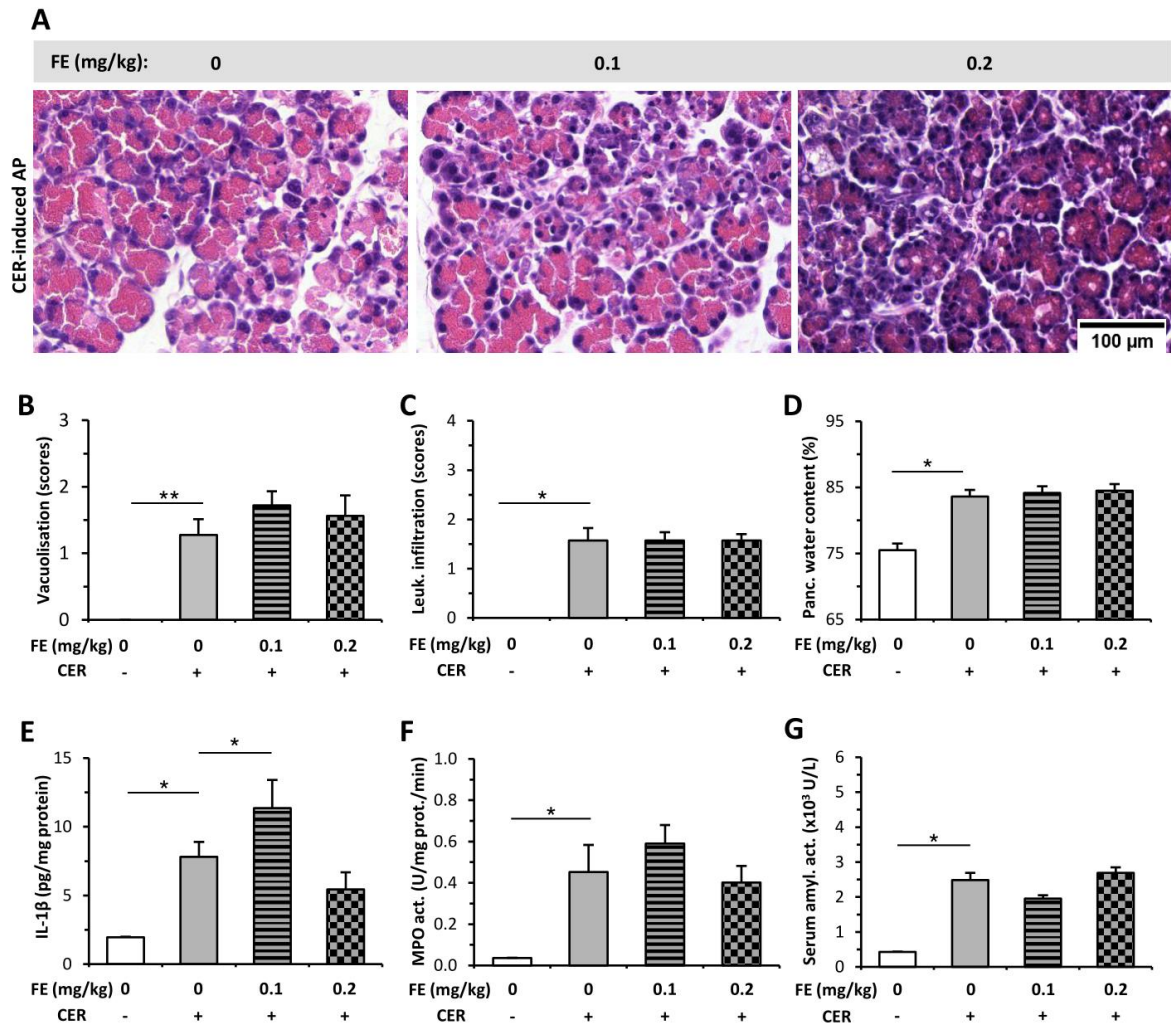 A
FE (mg/kg): 0 0.1 0.2
CER-induced AP
100 µm
B
Vacuolisation (scores)
3
2
1
0
**
FE (mg/kg) 0 0 0.1 0.2
CER - + + +
C
Leuk. infiltration (scores)
4
3
2
1
0
*
FE (mg/kg) 0 0 0.1 0.2
CER - + + +
D
Panc. water content (%)
95
85
75
65
*
FE (mg/kg) 0 0 0.1 0.2
CER - + + +
E
IL-1β (pg/mg protein)
15
10
5
0
*
*
FE (mg/kg) 0 0 0.1 0.2
CER - + + +
F
MPO act. (U/mg prot./min)
1.0
0.8
0.6
0.4
0.2
0.0
*
FE (mg/kg) 0 0 0.1 0.2
CER - + + +
G
Serum amyl. act. (x10³ U/L)
6
5
4
3
2
1
0
*
FE (mg/kg) 0 0 0.1 0.2
CER - + + +